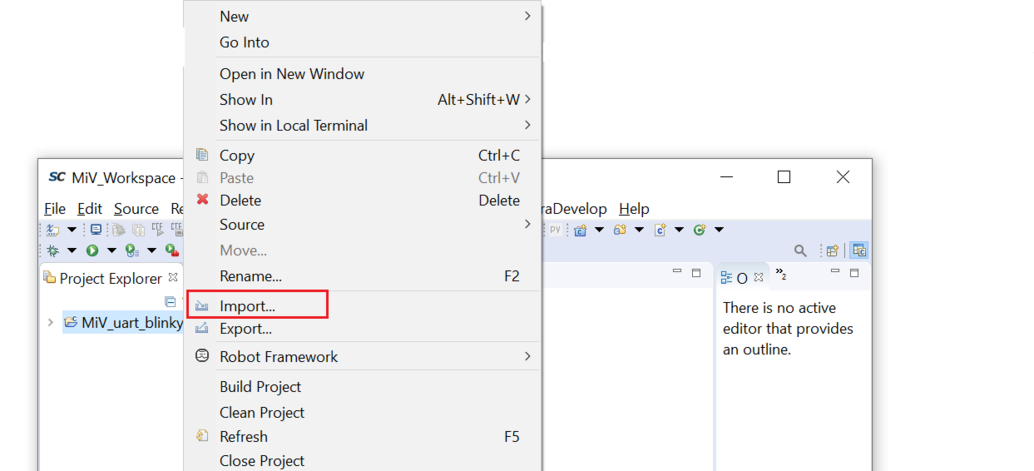 New
Go Into
Open in New Window
Show In Alt+Shift+W
Show in Local Terminal
Copy Ctrl+C
Paste Ctrl+V
Delete Delete
Source
Move...
Rename... F2
Import...
Export...
Robot Framework
Build Project
Clean Project
Refresh F5
Close Project
SC MiV_Workspace -
File Edit Source Re
raDevelop Help
Project Explorer
MiV_uart_blinky
O
»2
There is no active
editor that provides
an outline.